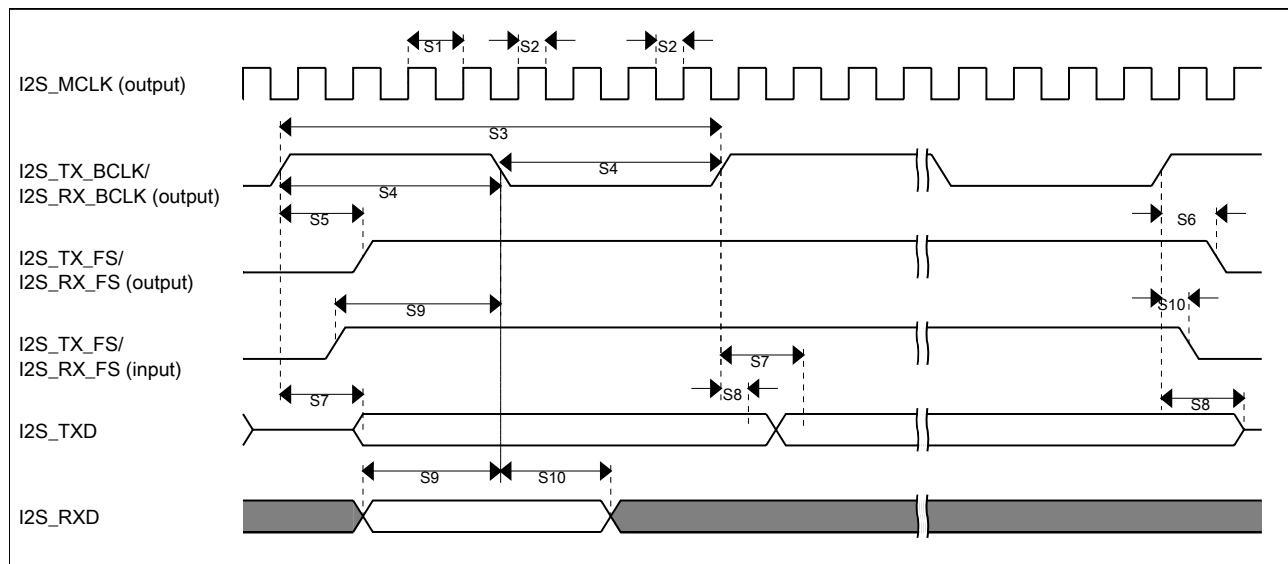 S1 S2 S2
I2S_MCLK (output)
S3
I2S_TX_BCLK/
I2S_RX_BCLK (output)
S4
S4
S5
S6
I2S_TX_FS/
I2S_RX_FS (output)
S9
S10
I2S_TX_FS/
I2S_RX_FS (input)
S7
S7
S8
S8
I2S_TXD
S9 S10
I2S_RXD